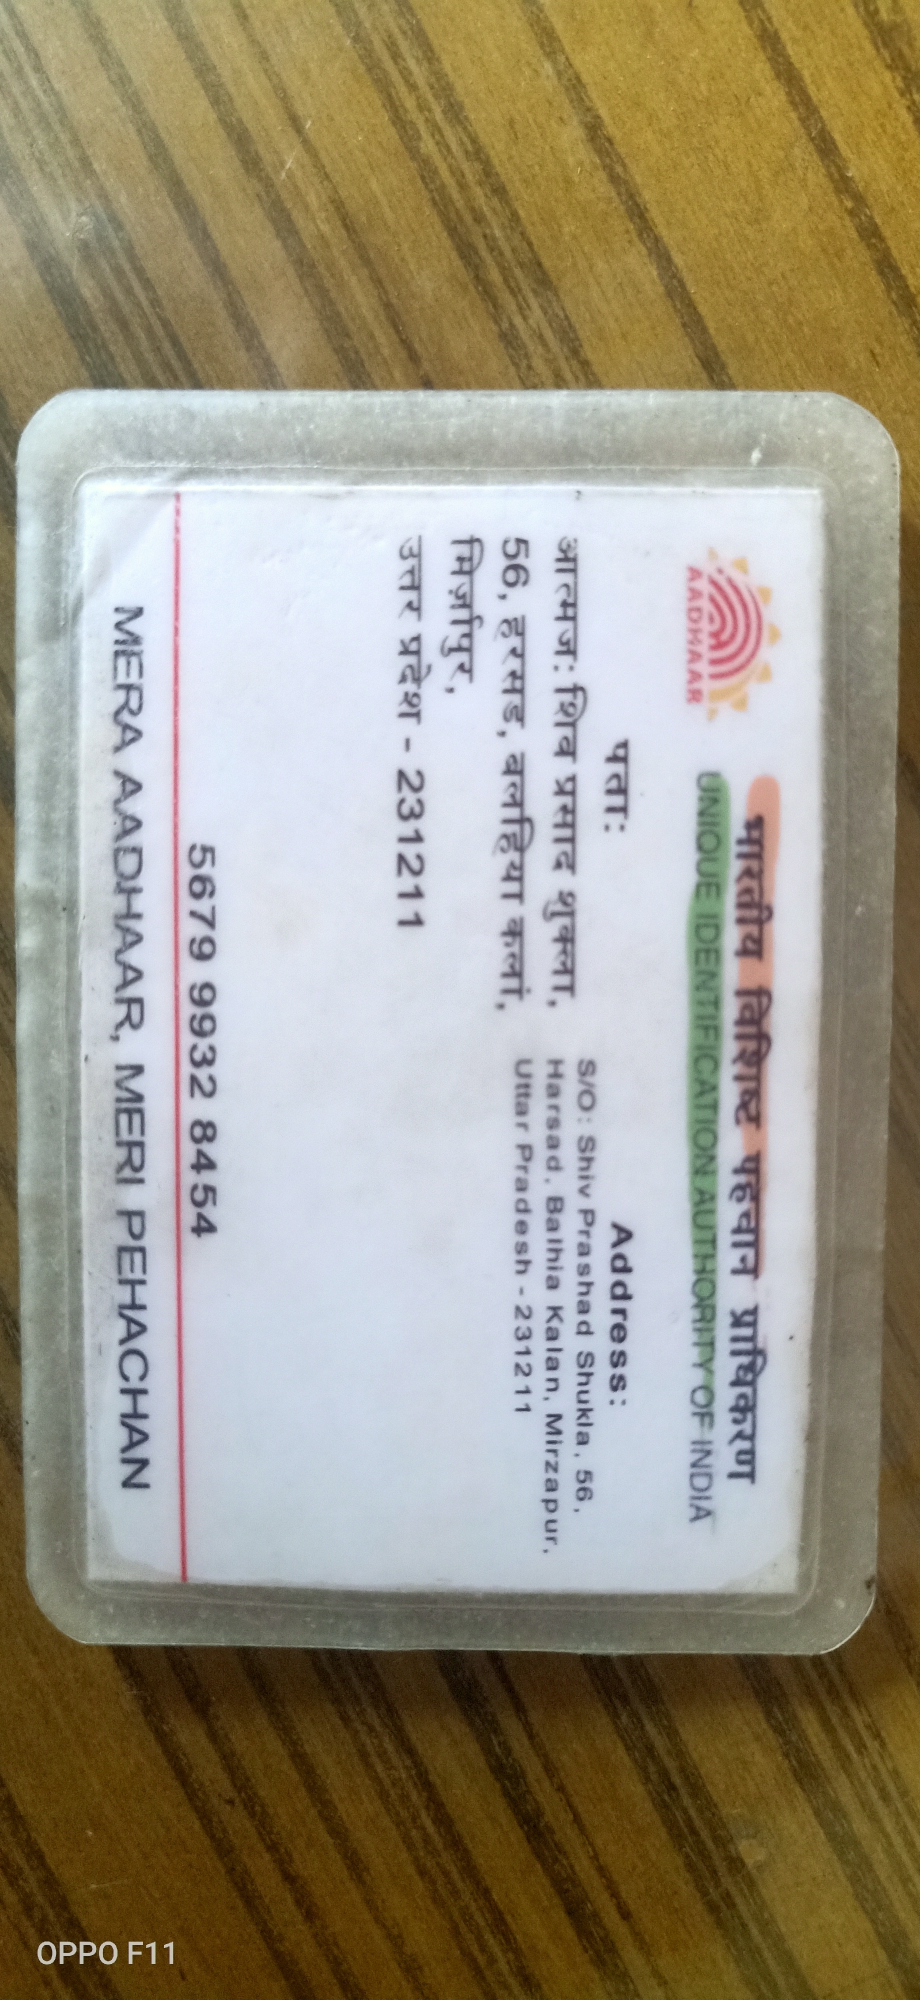 भारतीय विशिष्ट पहचान प्राधिकरण
UNIQUE IDENTIFICATION AUTHORITY OF INDIA
AADHAAR
पता:
आत्मज: शिव प्रसाद शुक्ला,
56, हरसड, बलहिया कलां,
मिर्ज़ापुर,
उत्तर प्रदेश - 231211
Address:
S/O: Shiv Prashad Shukla, 56,
Harsad, Balhia Kalan, Mirzapur,
Uttar Pradesh - 231211
5679 9932 8454
MERA AADHAAR, MERI PEHACHAN
OPPO F11